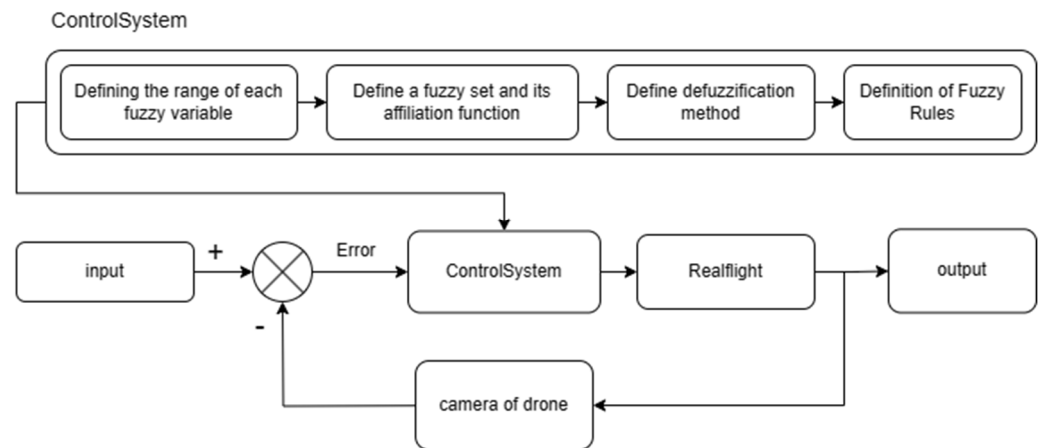 ControlSystem
Defining the range of each
fuzzy variable
Define a fuzzy set and its
affiliation function
Define defuzzification
method
Definition of Fuzzy
Rules
input
+
-
Error
ControlSystem
Realflight
output
camera of drone